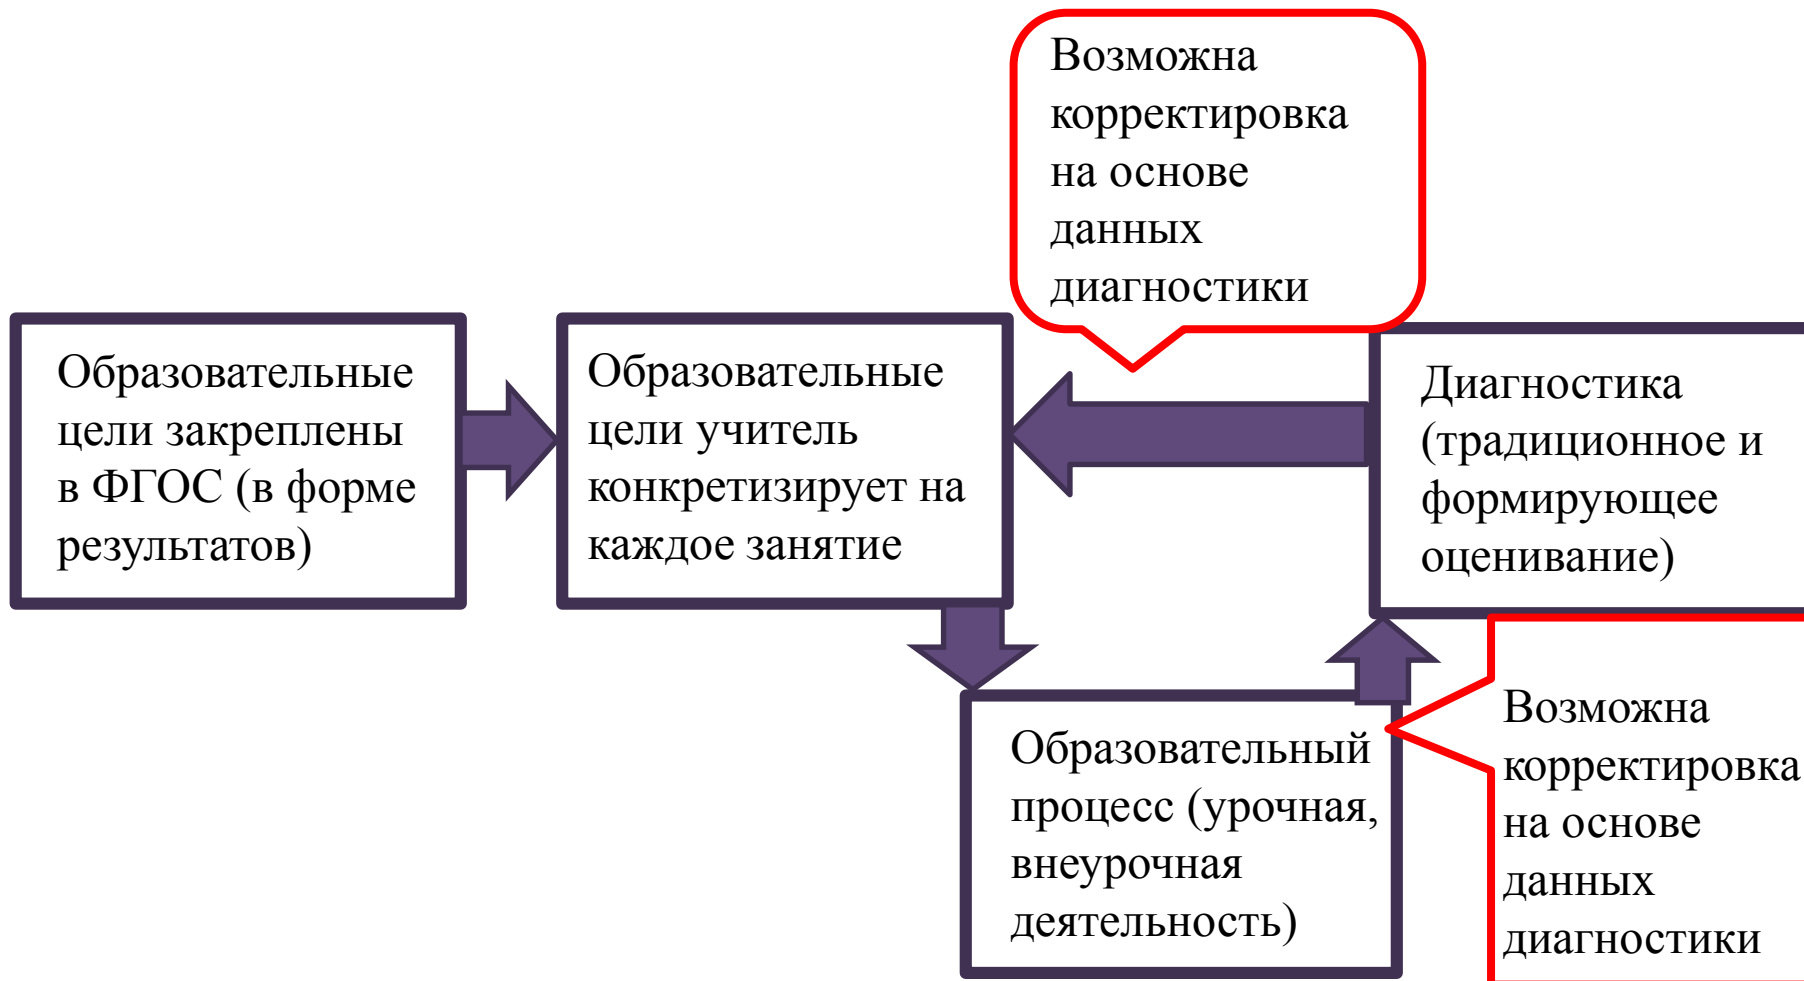 Возможна
корректировка
на основе
данных
диагностики
Образовательные
цели закреплены
в ФГОС (в форме
результатов)
Образовательные
цели учитель
конкретизирует на
каждое занятие
Диагностика
(традиционное и
формирующее
оценивание)
Образовательный
процесс (урочная,
внеурочная
деятельность)
Возможна
корректировка
на основе
данных
диагностики